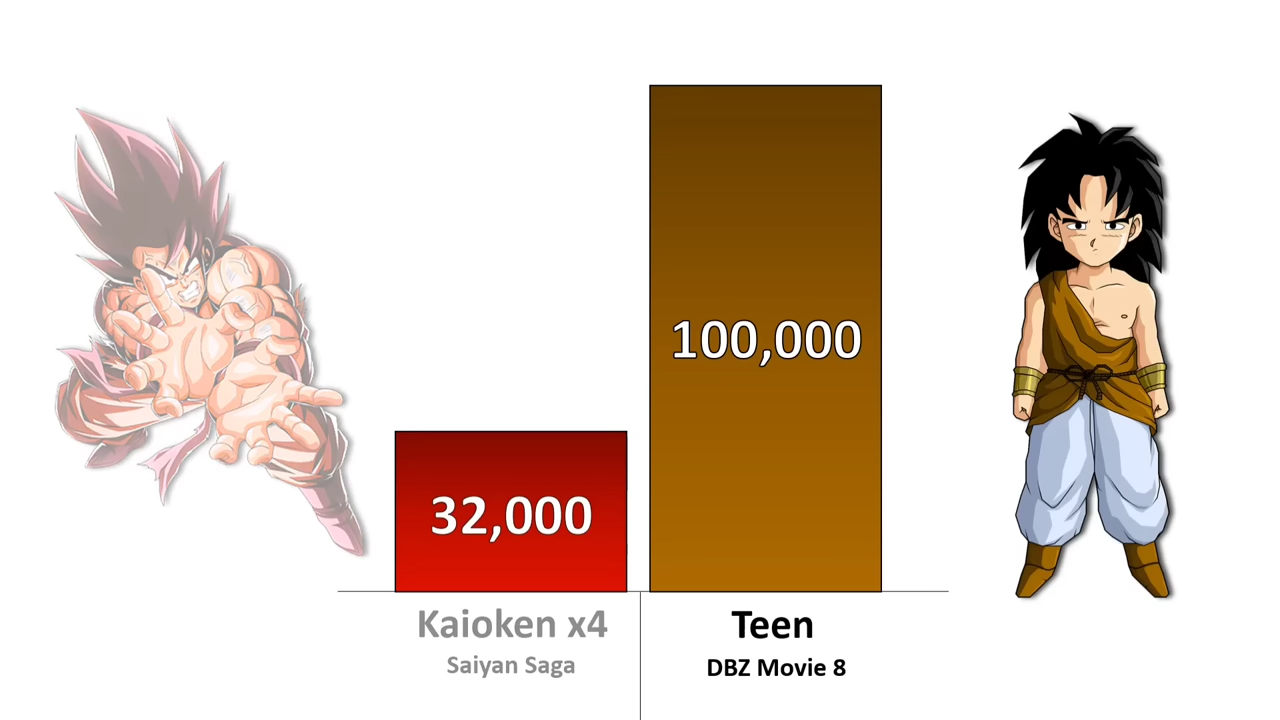 100,000
32,000
Kaioken x4
Saiyan Saga
Teen
DBZ Movie 8